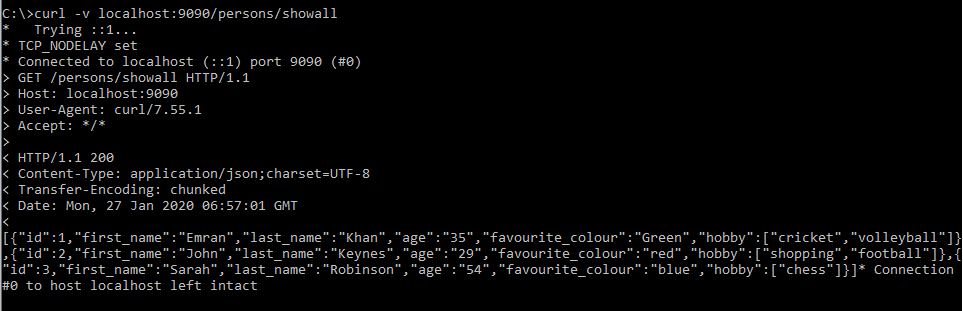 C:\>curl -v localhost:9090/persons/showall
*   Trying ::1...
* TCP_NODELAY set
* Connected to localhost (::1) port 9090 (#0)
> GET /persons/showall HTTP/1.1
> Host: localhost:9090
> User-Agent: curl/7.55.1
> Accept: */*
>
< HTTP/1.1 200
< Content-Type: application/json;charset=UTF-8
< Transfer-Encoding: chunked
< Date: Mon, 27 Jan 2020 06:57:01 GMT
<
[{"id":1,"first_name":"Emran","last_name":"Khan","age":"35","favourite_colour":"Green","hobby":["cricket","volleyball"]}
,{"id":2,"first_name":"John","last_name":"Keynes","age":"29","favourite_colour":"red","hobby":["shopping","football"]},{
"id":3,"first_name":"Sarah","last_name":"Robinson","age":"54","favourite_colour":"blue","hobby":["chess"]}]* Connection
#0 to host localhost left intact